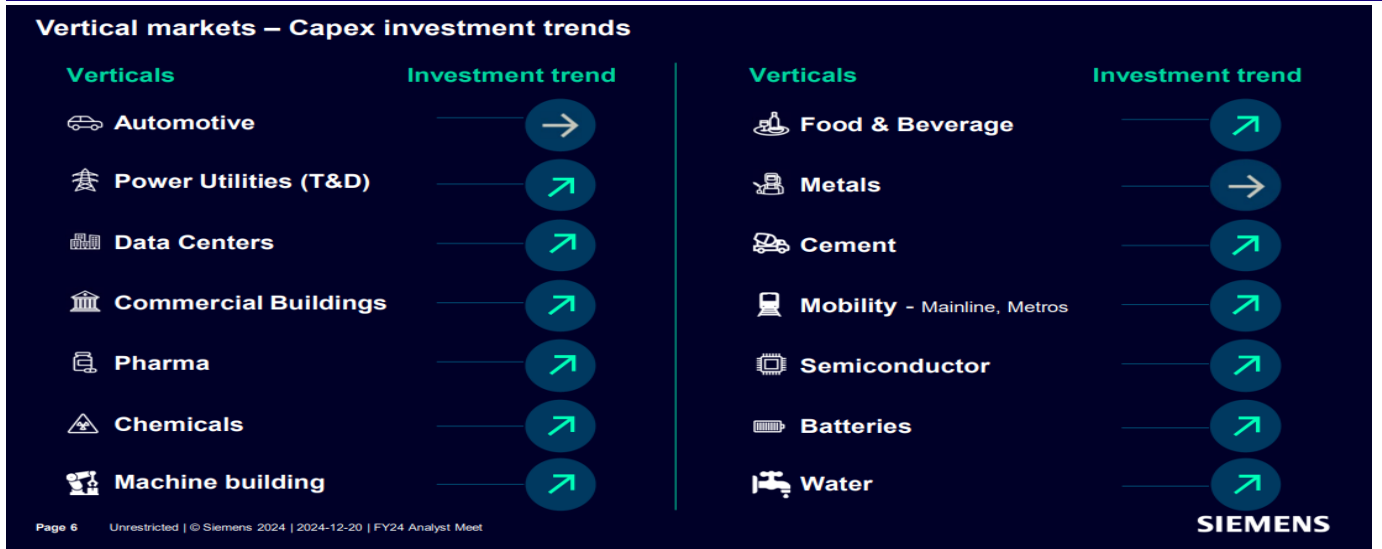 Vertical markets – Capex investment trends
Verticals Investment trend
Automotive
Power Utilities (T&D)
Data Centers
Commercial Buildings
Pharma
Chemicals
Machine building
Verticals Investment trend
Food & Beverage
Metals
Cement
Mobility - Mainline, Metros
Semiconductor
Batteries
Water
Page 6 Unrestricted | © Siemens 2024 | 2024-12-20 | FY24 Analyst Meet
SIEMENS